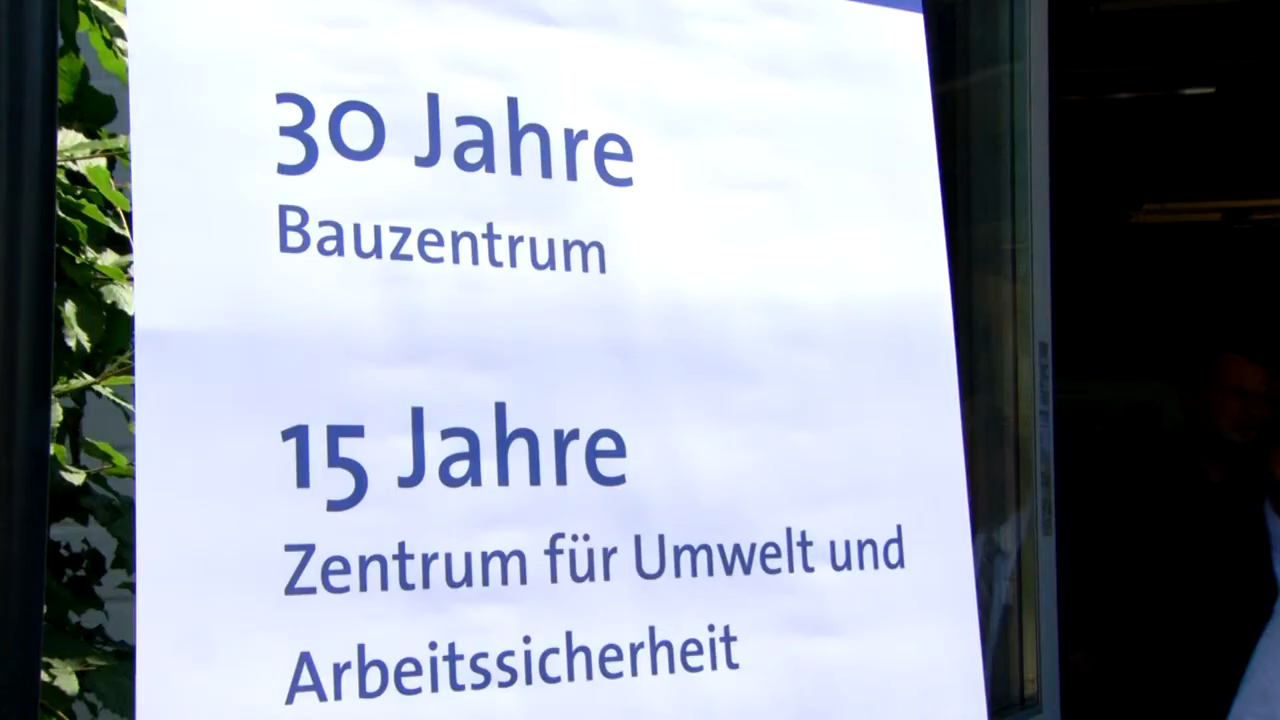 30 Jahre
Bauzentrum
15 Jahre
Zentrum für Umwelt und
Arbeitssicherheit